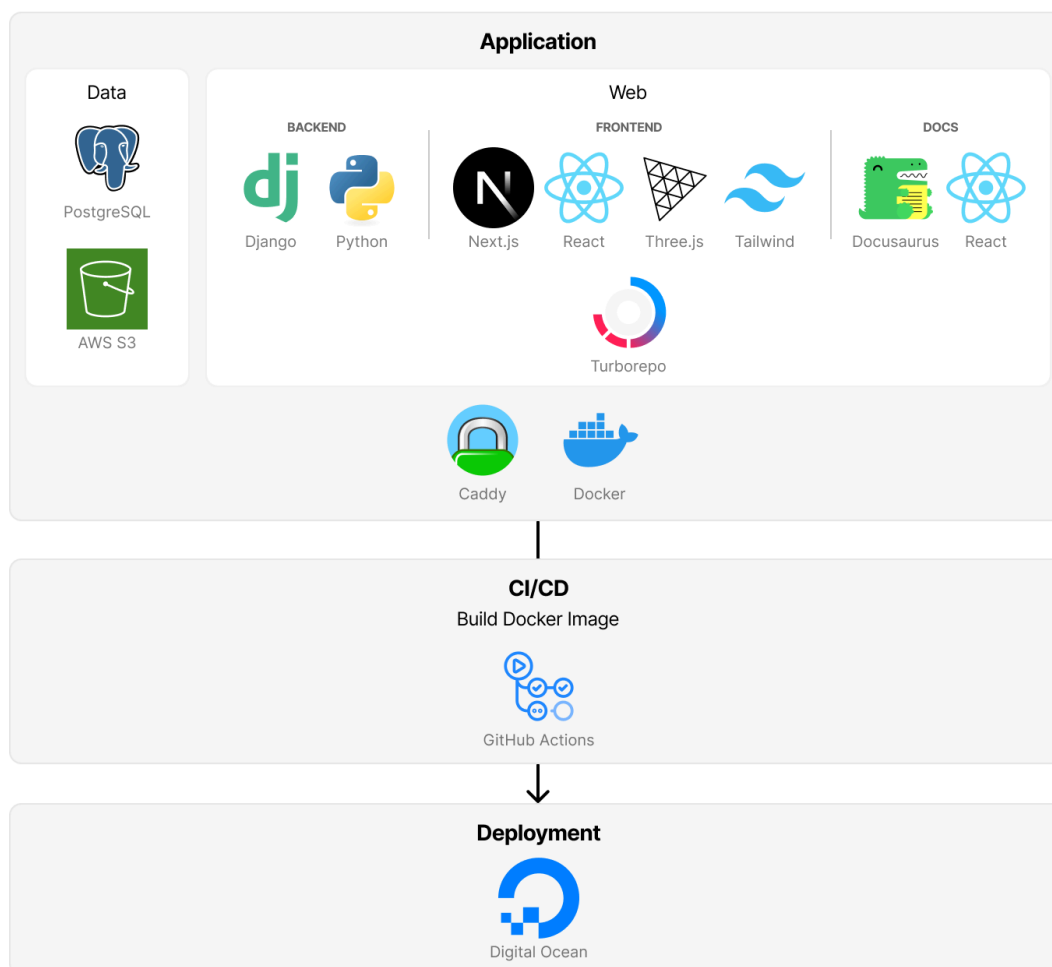 Application
Data
Web
BACKEND
FRONTEND
DOCS
dj
N
PostgreSQL
Django
Python
Next.js
React
Three.js
Tailwind
Docusaurus
React
AWS S3
Turborepo
Caddy
Docker
CI/CD
Build Docker Image
GitHub Actions
Deployment
Digital Ocean